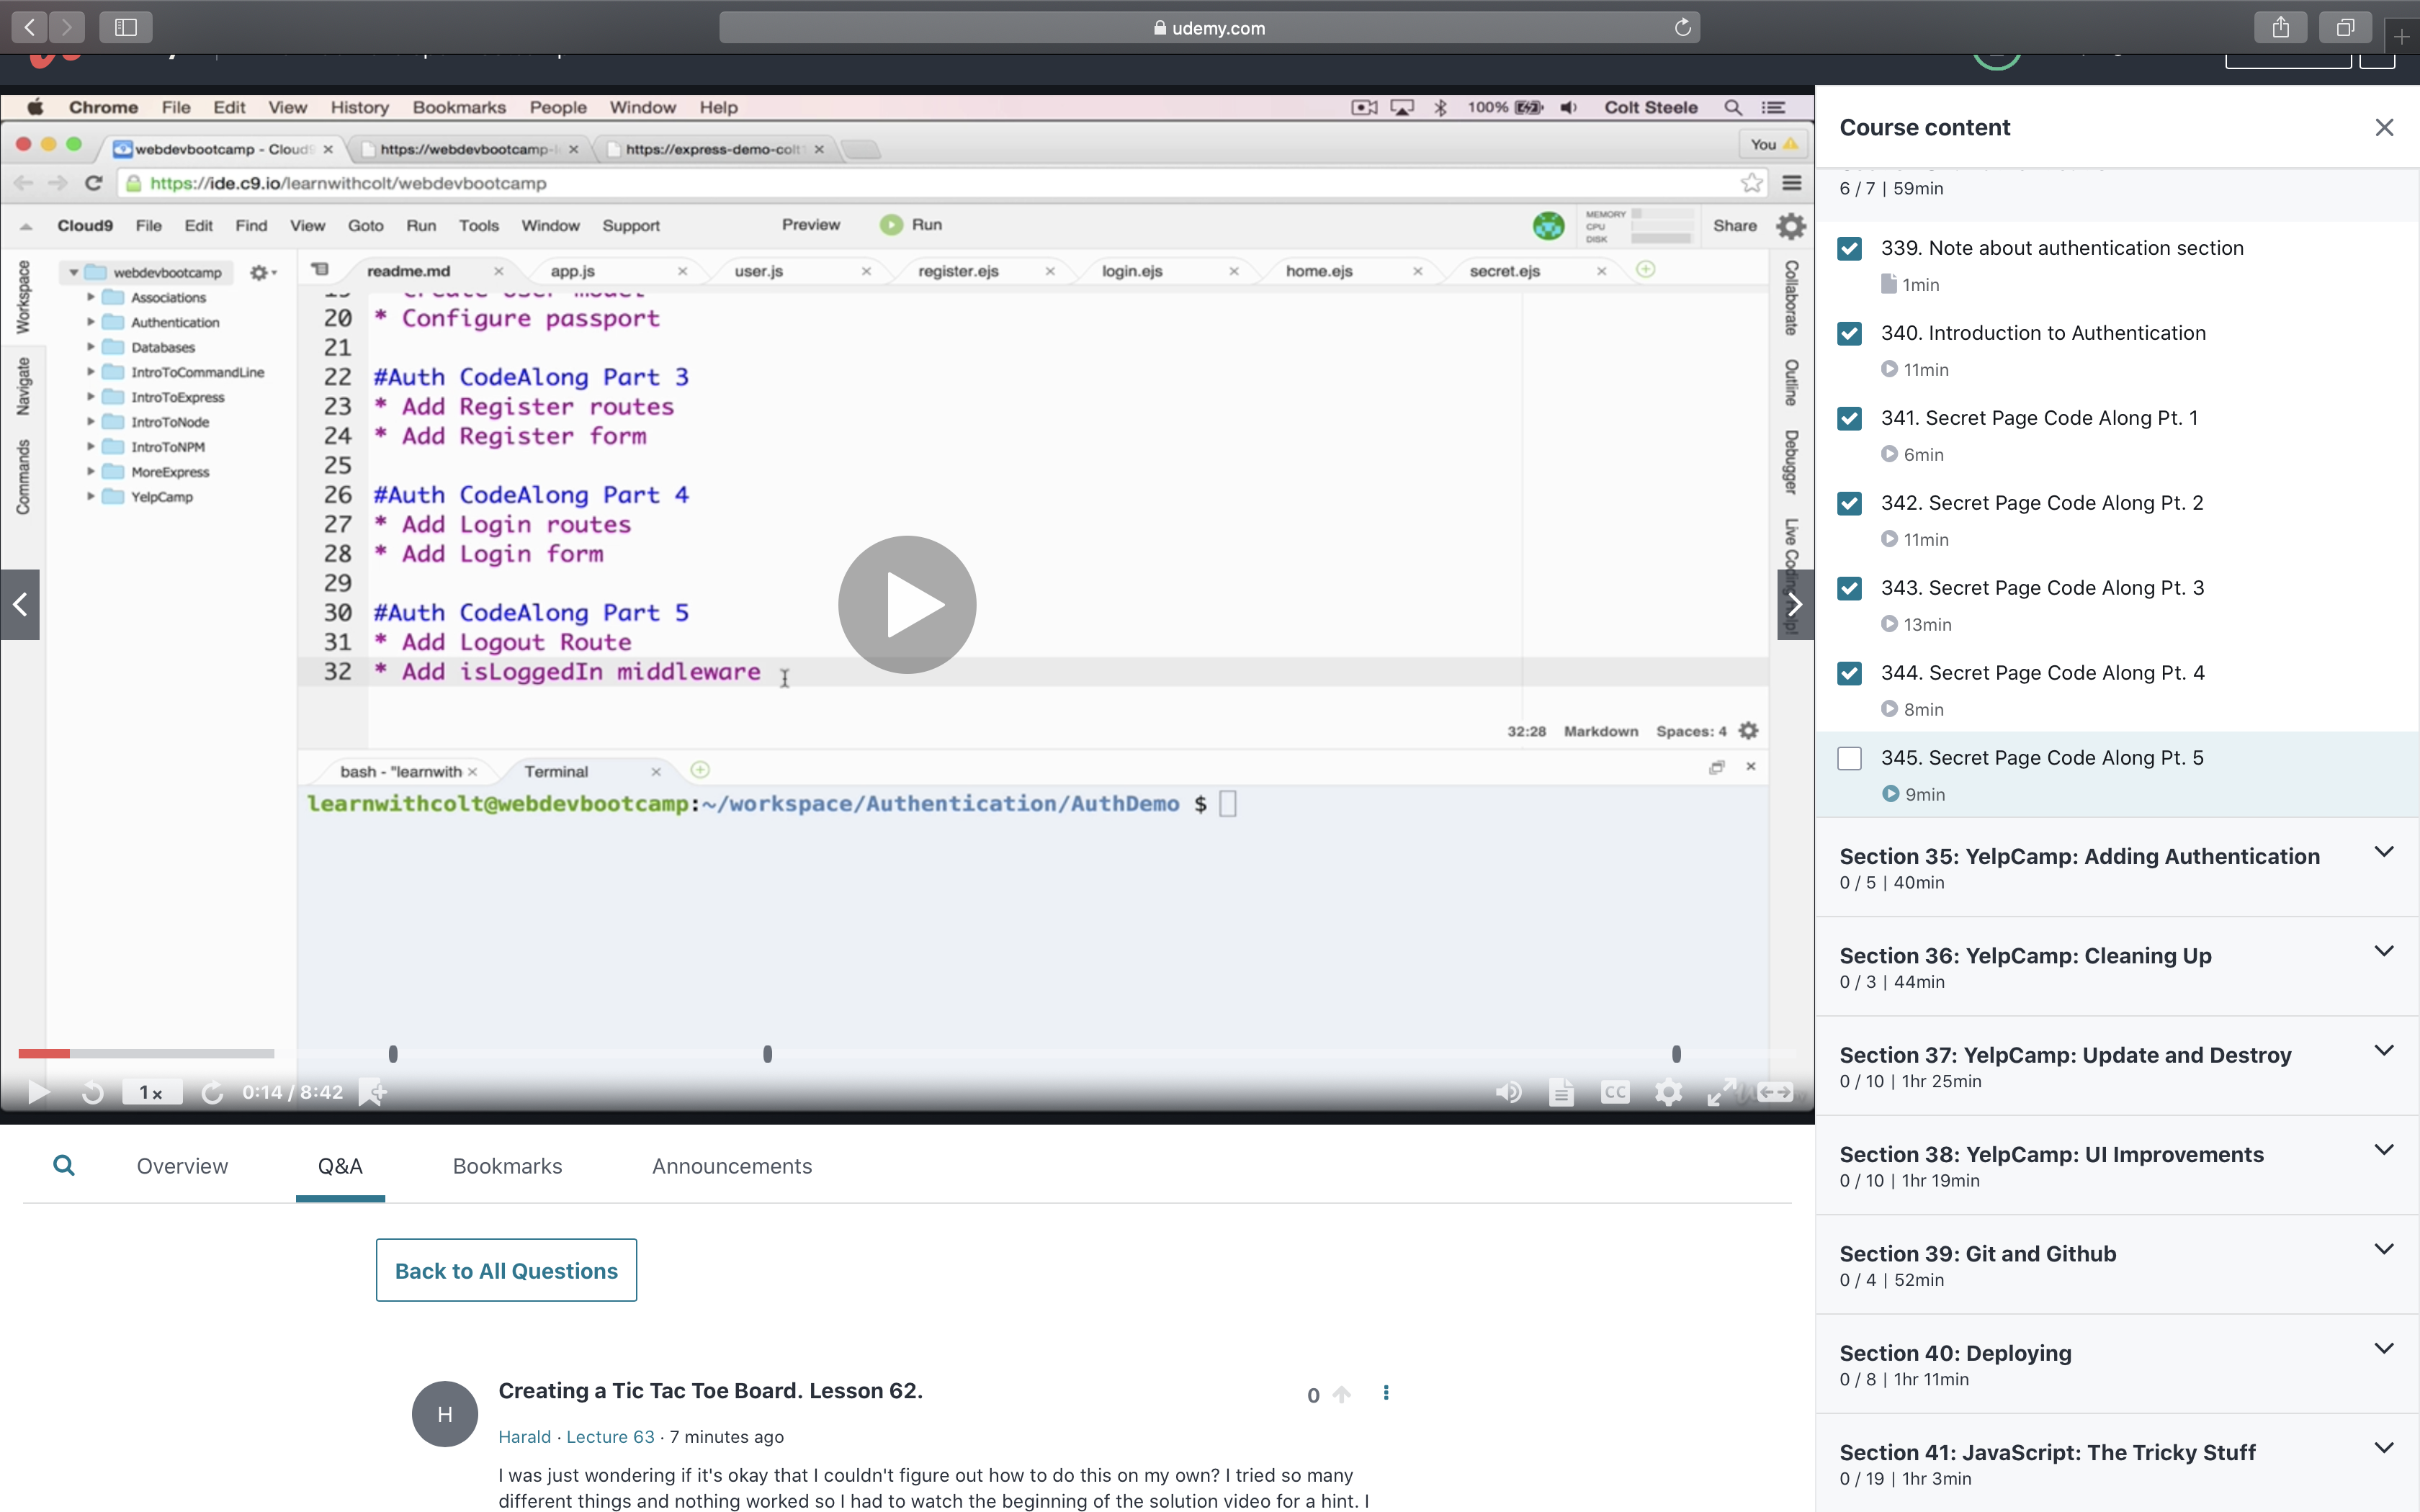 udemy.com
Chrome File Edit View History Bookmarks People Window Help 100% Colt Steele
webdevbootcamp - Cloud9 https://webdevbootcamp- https://express-demo-colt You
https://ide.c9.io/learnwithcolt/webdevbootcamp
Cloud9 File Edit Find View Goto Run Tools Window Support Preview Run MEMORY CPU DISK Share
Workspace
Navigate
Commands
webdevbootcamp
Associations
Authentication
Databases
IntroToCommandLine
IntroToExpress
IntroToNode
IntroToNPM
MoreExpress
YelpCamp
readme.md app.js user.js register.ejs login.ejs home.ejs secret.ejs
19 * Create User model
20 * Configure passport
21
22 #Auth CodeAlong Part 3
23 * Add Register routes
24 * Add Register form
25
26 #Auth CodeAlong Part 4
27 * Add Login routes
28 * Add Login form
29
30 #Auth CodeAlong Part 5
31 * Add Logout Route
32 * Add isLoggedIn middleware
32:28 Markdown Spaces: 4
Collaborate
Outline
Debugger
Live Coding Help!
bash - "learnwith Terminal
learnwithcolt@webdevbootcamp:~/workspace/Authentication/AuthDemo $
1x 0:14 / 8:42 CC
Overview Q&A Bookmarks Announcements
Back to All Questions
H
Creating a Tic Tac Toe Board. Lesson 62.
0
Harald · Lecture 63 · 7 minutes ago
I was just wondering if it's okay that I couldn't figure out how to do this on my own? I tried so many
different things and nothing worked so I had to watch the beginning of the solution video for a hint. I
Course content
6 / 7 | 59min
339. Note about authentication section
1min
340. Introduction to Authentication
11min
341. Secret Page Code Along Pt. 1
6min
342. Secret Page Code Along Pt. 2
11min
343. Secret Page Code Along Pt. 3
13min
344. Secret Page Code Along Pt. 4
8min
345. Secret Page Code Along Pt. 5
9min
Section 35: YelpCamp: Adding Authentication
0 / 5 | 40min
Section 36: YelpCamp: Cleaning Up
0 / 3 | 44min
Section 37: YelpCamp: Update and Destroy
0 / 10 | 1hr 25min
Section 38: YelpCamp: UI Improvements
0 / 10 | 1hr 19min
Section 39: Git and Github
0 / 4 | 52min
Section 40: Deploying
0 / 8 | 1hr 11min
Section 41: JavaScript: The Tricky Stuff
0 / 19 | 1hr 3min